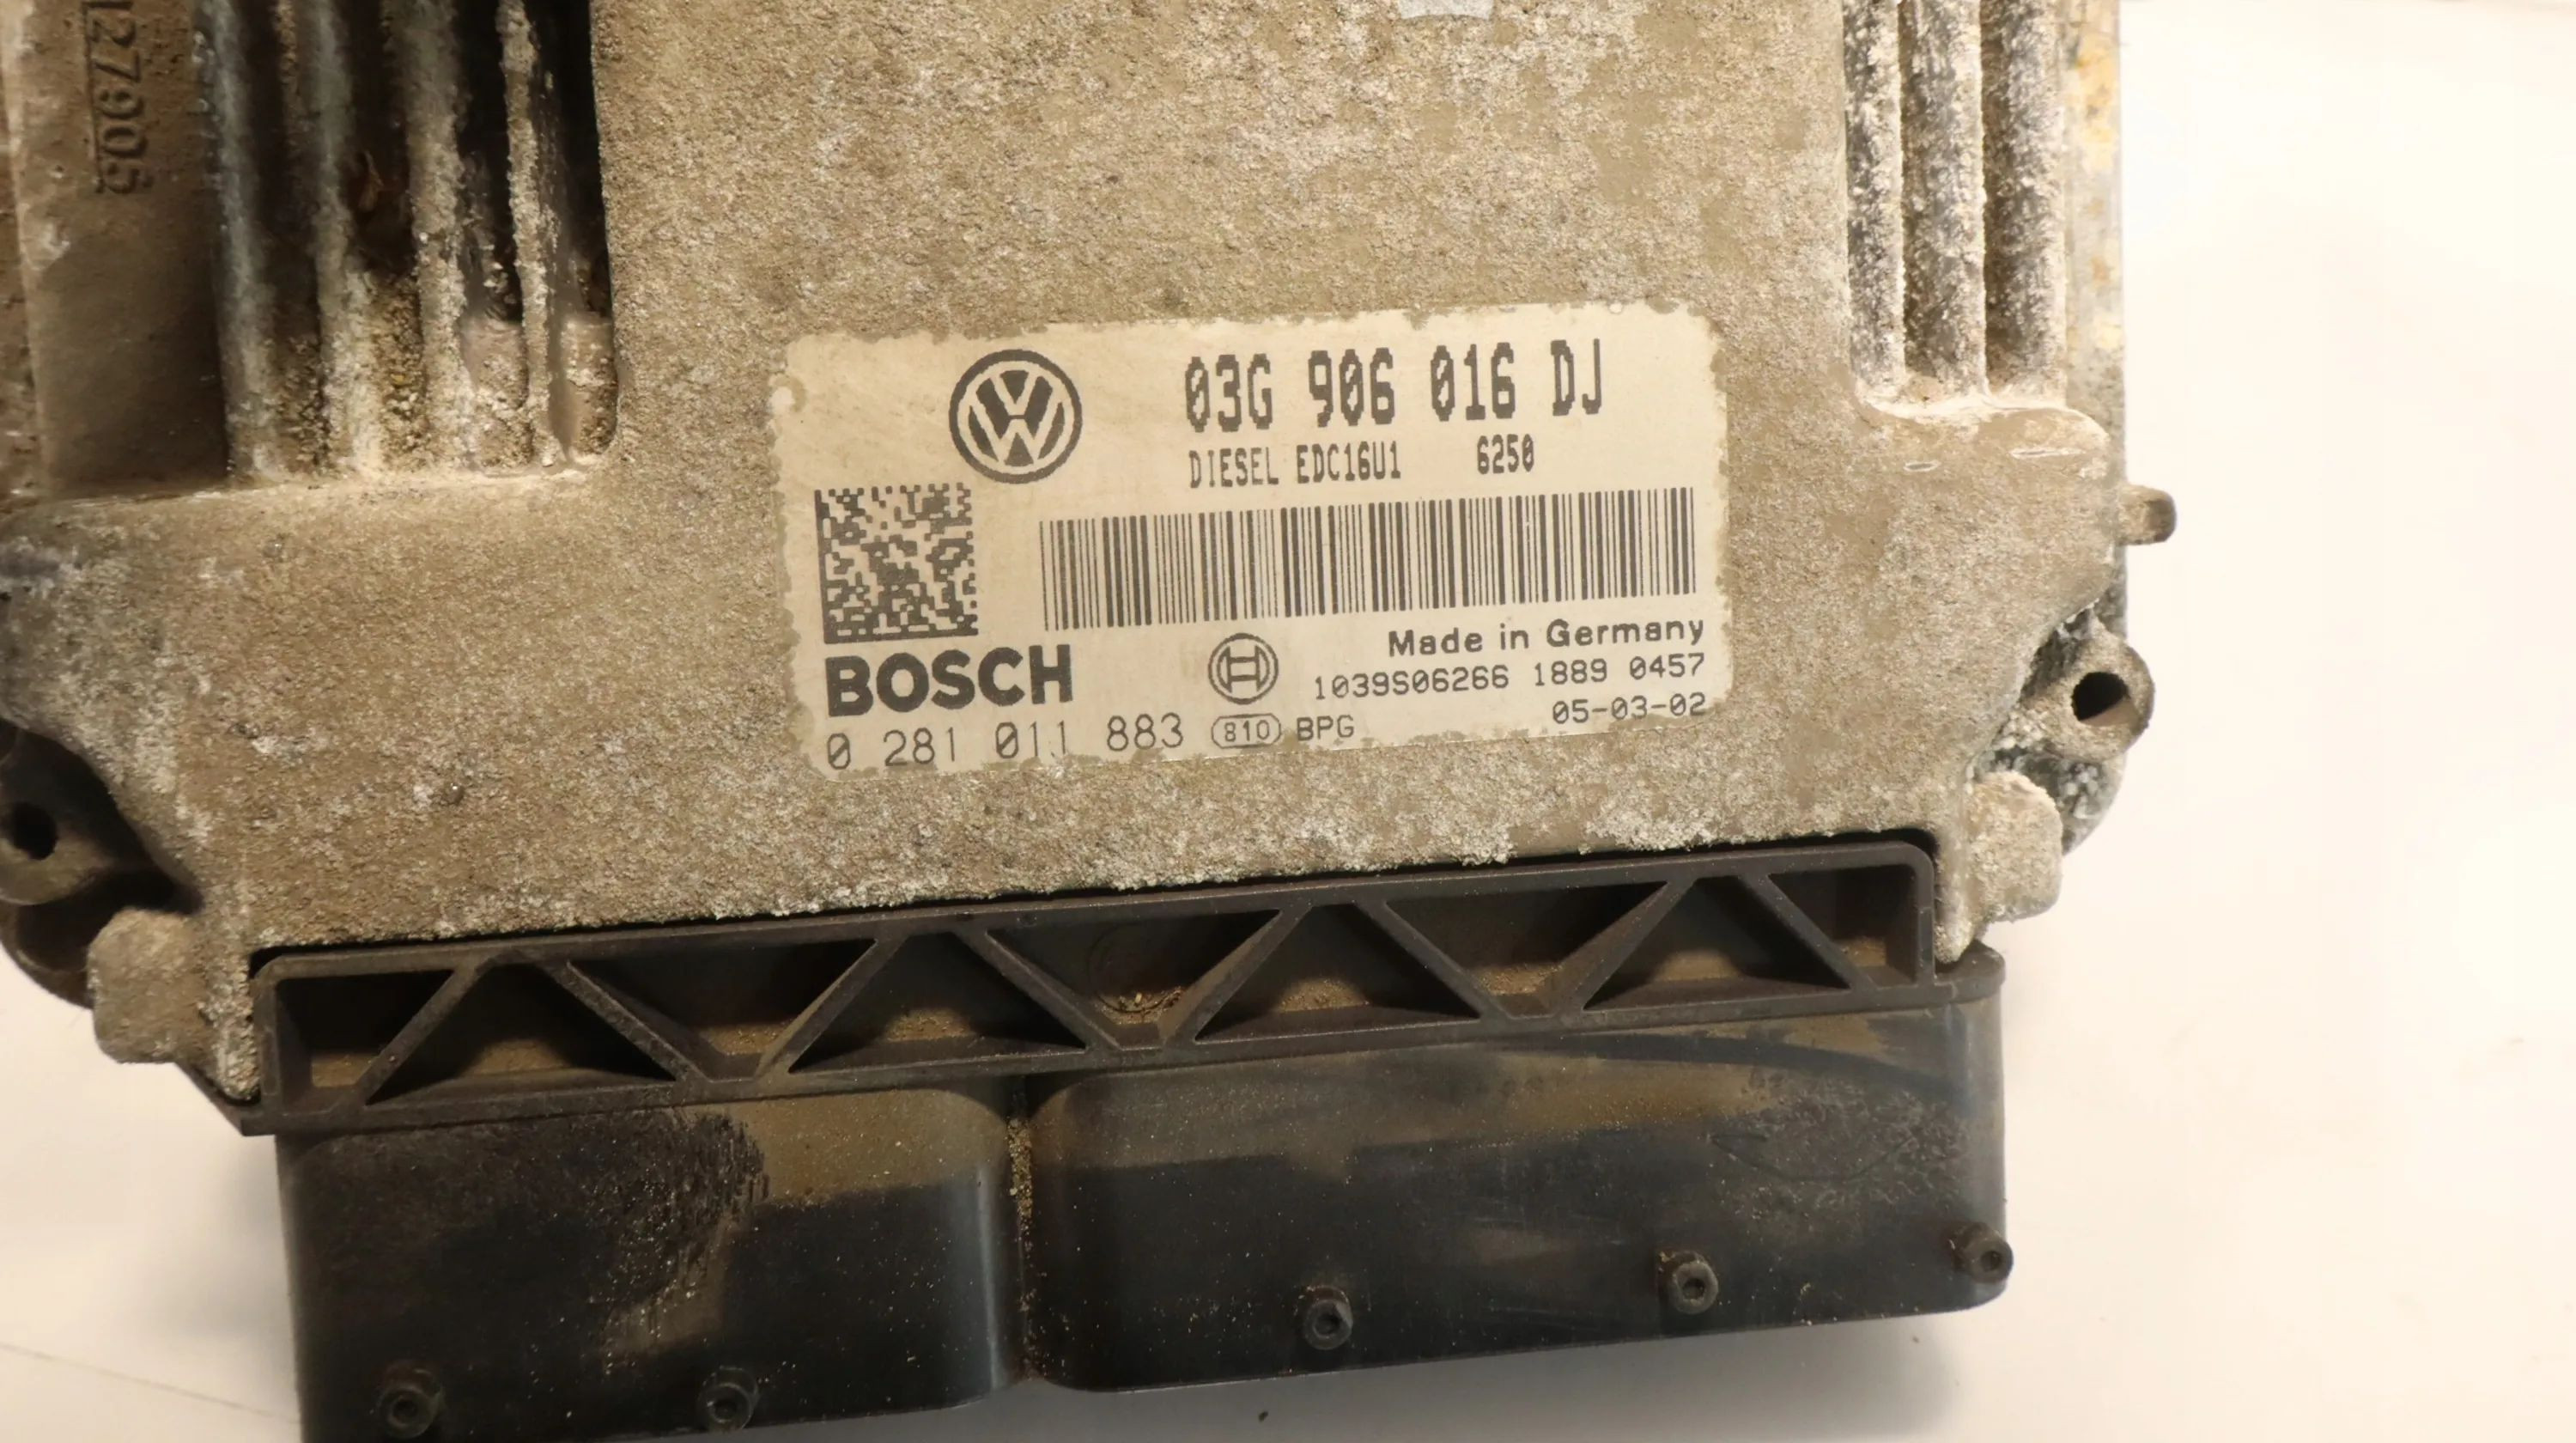 127905
03G 906 016 DJ
DIESEL EDC16U1 6250
BOSCH
Made in Germany
1039S06266 1889 0457
0 281 011 883 810 BPG 05-03-02